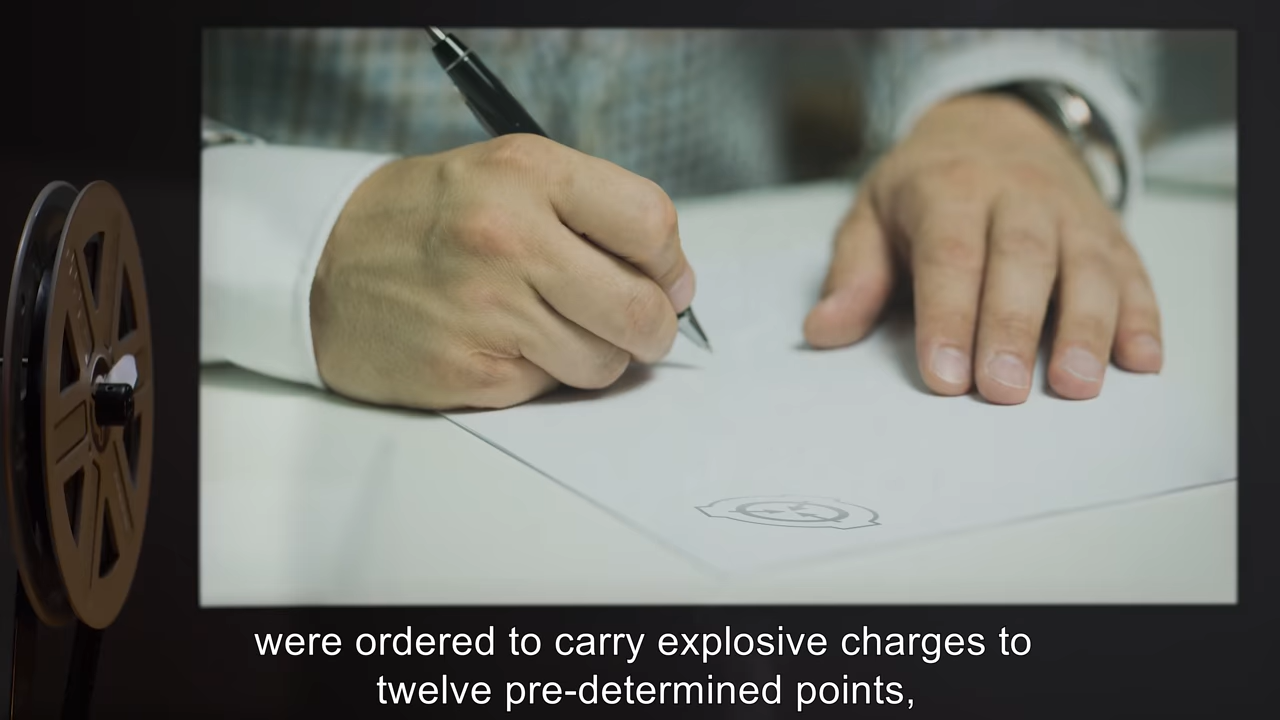 were ordered to carry explosive charges to
twelve pre-determined points,